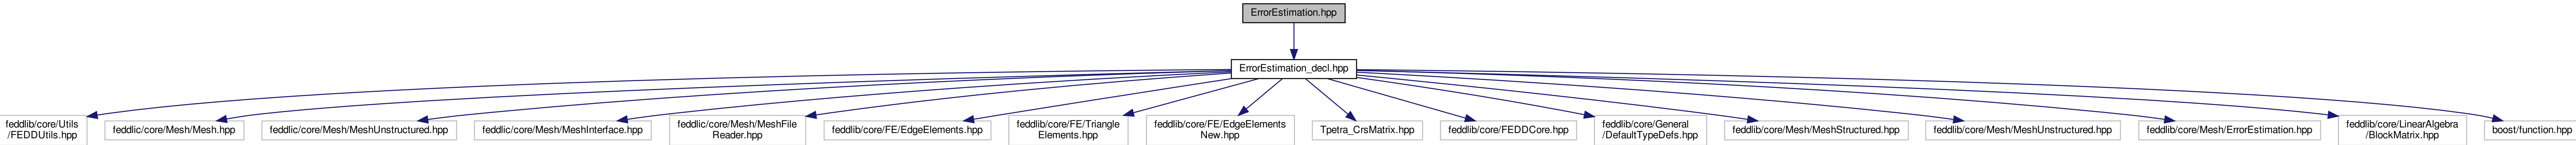 ErrorEstimation.hpp
ErrorEstimation_decl.hpp
feddlib/core/Utils
/FEDDUtils.hpp
feddlic/core/Mesh/Mesh.hpp
feddlic/core/Mesh/MeshUnstructured.hpp
feddlic/core/Mesh/MeshInterface.hpp
feddlic/core/Mesh/MeshFile
Reader.hpp
feddlib/core/FE/EdgeElements.hpp
feddlib/core/FE/Triangle
Elements.hpp
feddlib/core/FE/EdgeElements
New.hpp
Tpetra_CrsMatrix.hpp
feddlib/core/FEDDCore.hpp
feddlib/core/General
/DefaultTypeDefs.hpp
feddlib/core/Mesh/MeshStructured.hpp
feddlib/core/Mesh/MeshUnstructured.hpp
feddlib/core/Mesh/ErrorEstimation.hpp
feddlib/core/LinearAlgebra
/BlockMatrix.hpp
boost/function.hpp